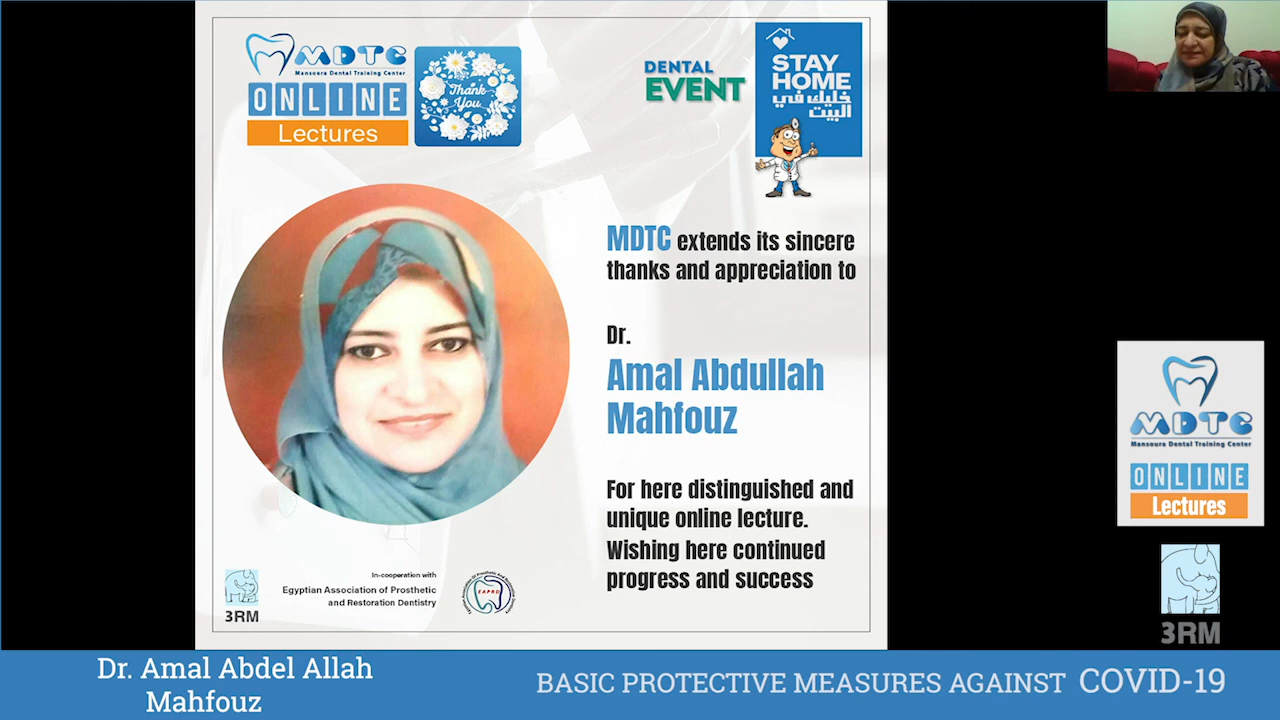 MDTC
Mansoura Dental Training Center
ONLINE
Lectures
Thank
You
DENTAL
EVENT
STAY
HOME
خليك في
البيت
MDTC extends its sincere
thanks and appreciation to
Dr.
Amal Abdullah
Mahfouz
For here distinguished and
unique online lecture.
Wishing here continued
progress and success
3RM
In-cooperation with
Egyptian Association of Prosthetic
and Restoration Dentistry
EAPRD
MDTC
Mansoura Dental Training Center
ONLINE
Lectures
3RM
Dr. Amal Abdel Allah
Mahfouz
BASIC PROTECTIVE MEASURES AGAINST COVID-19